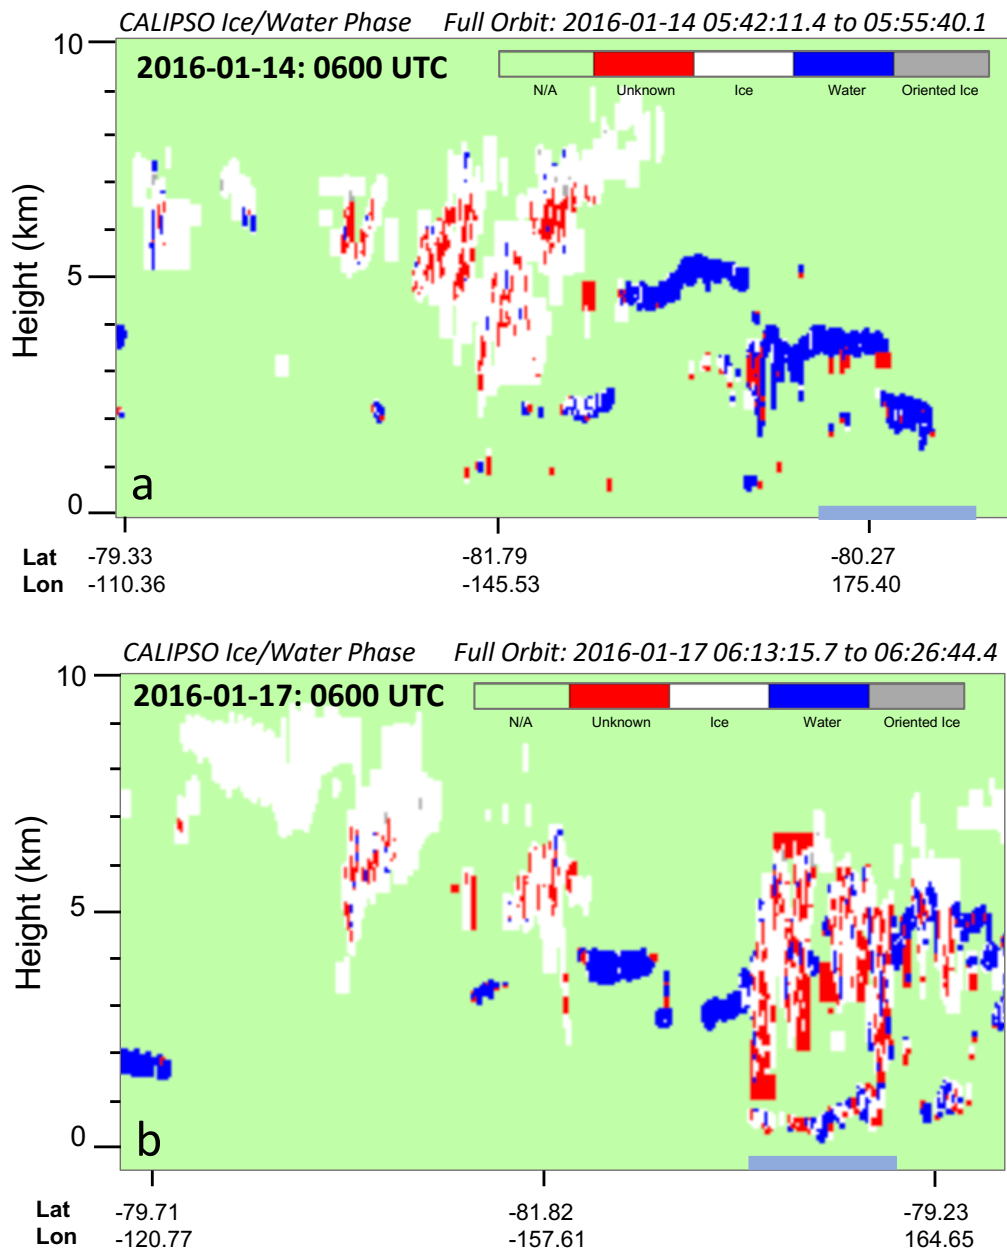 CALIPSO Ice/Water Phase Full Orbit: 2016-01-14 05:42:11.4 to 05:55:40.1
10
2016-01-14: 0600 UTC
N/A Unknown Ice Water Oriented Ice
Height (km)
5
a
0
Lat -79.33 -81.79 -80.27
Lon -110.36 -145.53 175.40
CALIPSO Ice/Water Phase Full Orbit: 2016-01-17 06:13:15.7 to 06:26:44.4
10
2016-01-17: 0600 UTC
N/A Unknown Ice Water Oriented Ice
Height (km)
5
b
0
Lat -79.71 -81.82 -79.23
Lon -120.77 -157.61 164.65